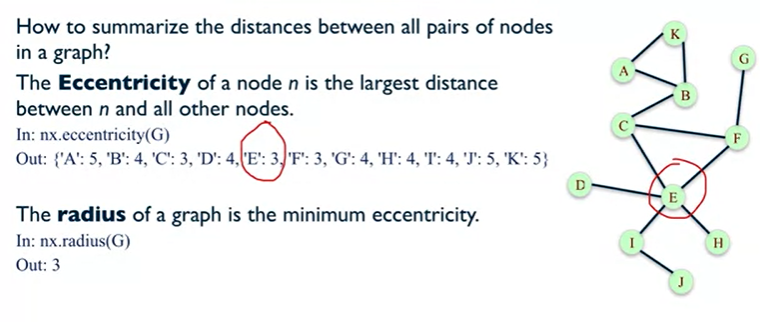 How to summarize the distances between all pairs of nodes
in a graph?
The Eccentricity of a node n is the largest distance
between n and all other nodes.
In: nx.eccentricity(G)
Out: {'A': 5, 'B': 4, 'C': 3, 'D': 4, 'E': 3, 'F': 3, 'G': 4, 'H': 4, 'I': 4, 'J': 5, 'K': 5}
The radius of a graph is the minimum eccentricity.
In: nx.radius(G)
Out: 3
K
G
A
B
C
F
D
E
I
H
J